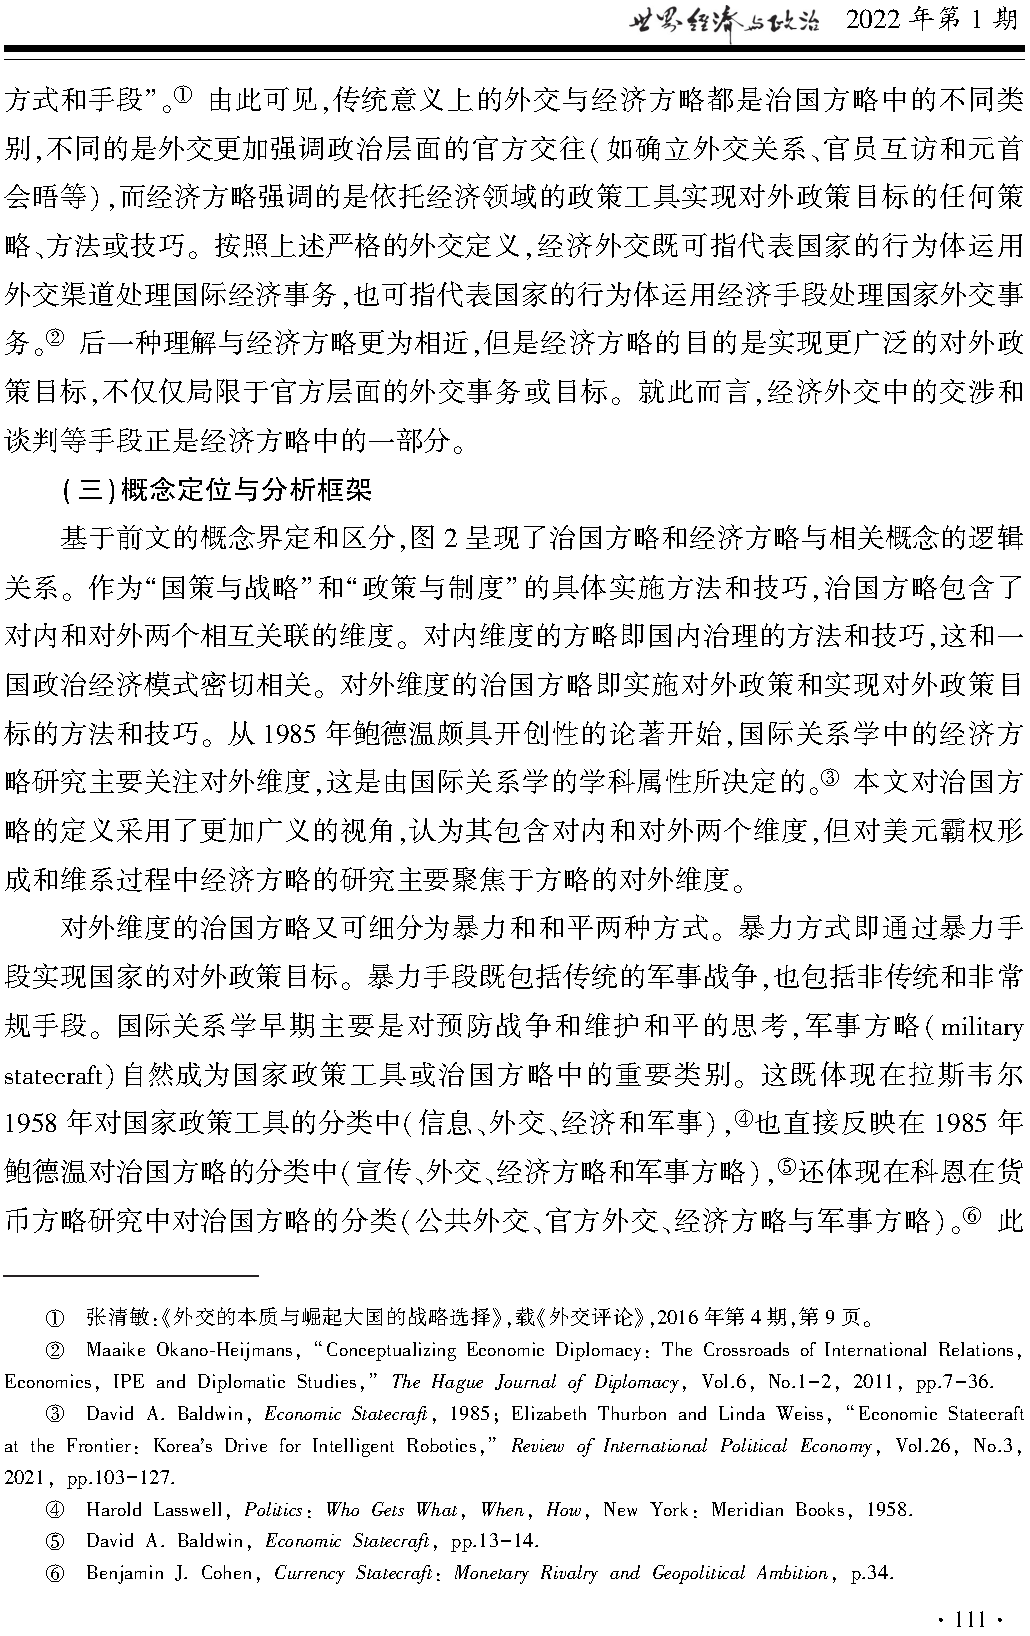 世界经济与政治 2022 年第 1 期
方式和手段”。① 由此可见,传统意义上的外交与经济方略都是治国方略中的不同类
别,不同的是外交更加强调政治层面的官方交往(如确立外交关系、官员互访和元首
会晤等),而经济方略强调的是依托经济领域的政策工具实现对外政策目标的任何策
略、方法或技巧。按照上述严格的外交定义,经济外交既可指代表国家的行为体运用
外交渠道处理国际经济事务,也可指代表国家的行为体运用经济手段处理国家外交事
务。② 后一种理解与经济方略更为相近,但是经济方略的目的是实现更广泛的对外政
策目标,不仅仅局限于官方层面的外交事务或目标。就此而言,经济外交中的交涉和
谈判等手段正是经济方略中的一部分。
(三)概念定位与分析框架
基于前文的概念界定和区分,图 2 呈现了治国方略和经济方略与相关概念的逻辑
关系。作为“国策与战略”和“政策与制度”的具体实施方法和技巧,治国方略包含了
对内和对外两个相互关联的维度。对内维度的方略即国内治理的方法和技巧,这和一
国政治经济模式密切相关。对外维度的治国方略即实施对外政策和实现对外政策目
标的方法和技巧。从 1985 年鲍德温颇具开创性的论著开始,国际关系学中的经济方
略研究主要关注对外维度,这是由国际关系学的学科属性所决定的。③ 本文对治国方
略的定义采用了更加广义的视角,认为其包含对内和对外两个维度,但对美元霸权形
成和维系过程中经济方略的研究主要聚焦于方略的对外维度。
对外维度的治国方略又可细分为暴力和和平两种方式。暴力方式即通过暴力手
段实现国家的对外政策目标。暴力手段既包括传统的军事战争,也包括非传统和非常
规手段。国际关系学早期主要是对预防战争和维护和平的思考,军事方略(military
statecraft)自然成为国家政策工具或治国方略中的重要类别。这既体现在拉斯韦尔
1958 年对国家政策工具的分类中(信息、外交、经济和军事),④也直接反映在 1985 年
鲍德温对治国方略的分类中(宣传、外交、经济方略和军事方略),⑤还体现在科恩在货
币方略研究中对治国方略的分类(公共外交、官方外交、经济方略与军事方略)。⑥ 此
① 张清敏:《外交的本质与崛起大国的战略选择》,载《外交评论》,2016 年第 4 期,第 9 页。
② Maaike Okano-Heijmans, “Conceptualizing Economic Diplomacy: The Crossroads of International Relations,
Economics, IPE and Diplomatic Studies,” The Hague Journal of Diplomacy, Vol.6, No.1-2, 2011, pp.7-36.
③ David A. Baldwin, Economic Statecraft, 1985; Elizabeth Thurbon and Linda Weiss, “Economic Statecraft
at the Frontier: Korea’s Drive for Intelligent Robotics,” Review of International Political Economy, Vol.26, No.3,
2021, pp.103-127.
④ Harold Lasswell, Politics: Who Gets What, When, How, New York: Meridian Books, 1958.
⑤ David A. Baldwin, Economic Statecraft, pp.13-14.
⑥ Benjamin J. Cohen, Currency Statecraft: Monetary Rivalry and Geopolitical Ambition, p.34.
· 111 ·